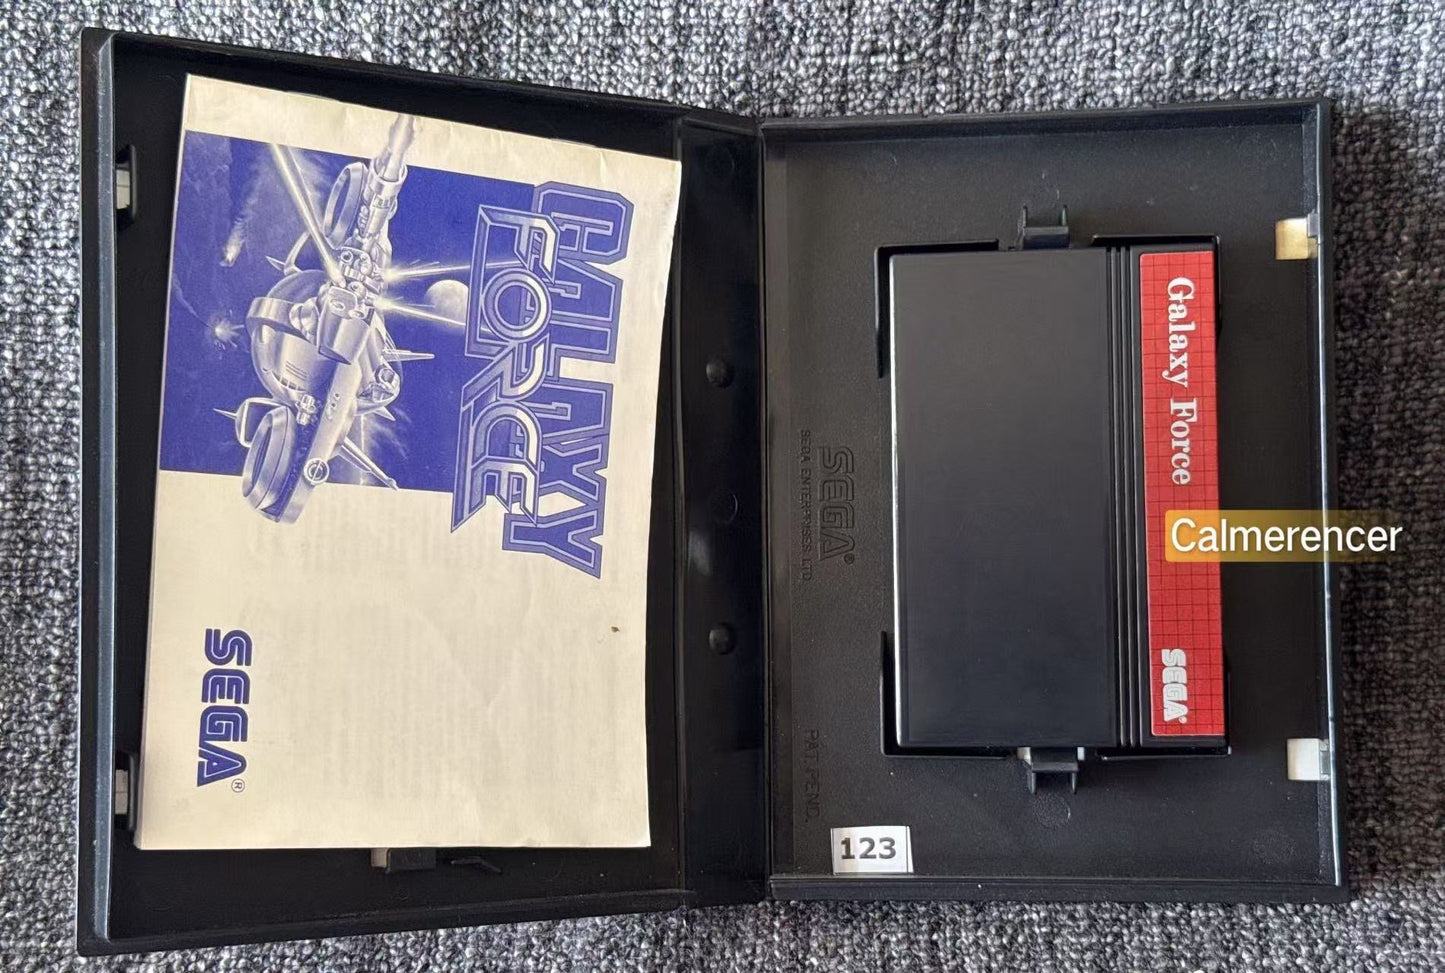 GALAXY
FORCE
SEGA®
SEGA®
SEGA ENTERPRISES LTD.
PAT. PEND.
123
Galaxy Force
SEGA®
Calmerencer